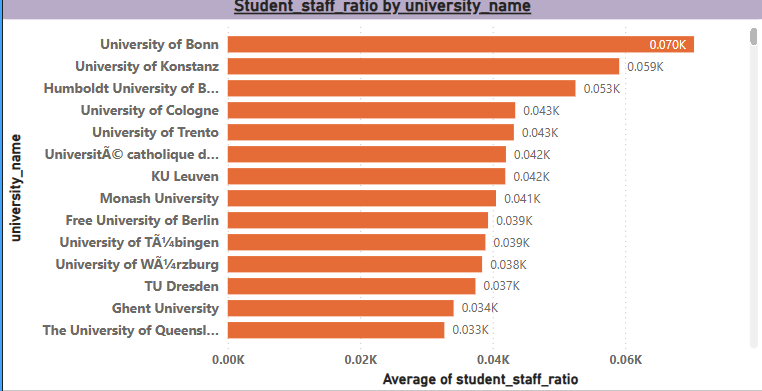 Student_staff_ratio by university_name
University of Bonn 0.070K
University of Konstanz 0.059K
Humboldt University of B... 0.053K
University of Cologne 0.043K
University of Trento 0.043K
UniversitÃ© catholique d... 0.042K
KU Leuven 0.042K
Monash University 0.041K
Free University of Berlin 0.039K
University of TÃ¼bingen 0.039K
University of WÃ¼rzburg 0.038K
TU Dresden 0.037K
Ghent University 0.034K
The University of Queensl... 0.033K
university_name
0.00K 0.02K 0.04K 0.06K
Average of student_staff_ratio